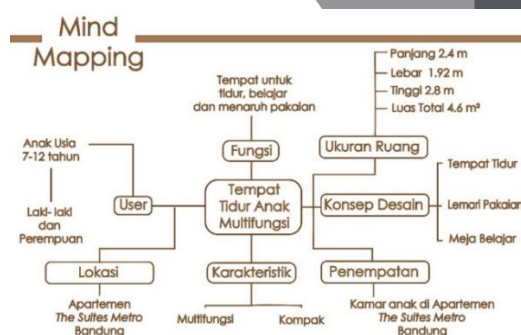 Mind
Mapping
Tempat untuk
tidur, belajar
dan menaruh pakaian
Fungsi
Panjang 2.4 m
Lebar 1.92 m
Tinggi 2.8 m
Luas Total 4.6 m²
Ukuran Ruang
Anak Usia
7-12 tahun
Laki- laki
dan
Perempuan
User
Tempat
Tidur Anak
Multifungsi
Konsep Desain
Tempat Tidur
Lemari Pakaian
Meja Belajar
Lokasi
Apartemen
The Suites Metro
Bandung
Karakteristik
Multifungsi
Kompak
Penempatan
Kamar anak di Apartemen
The Suites Metro
Bandung